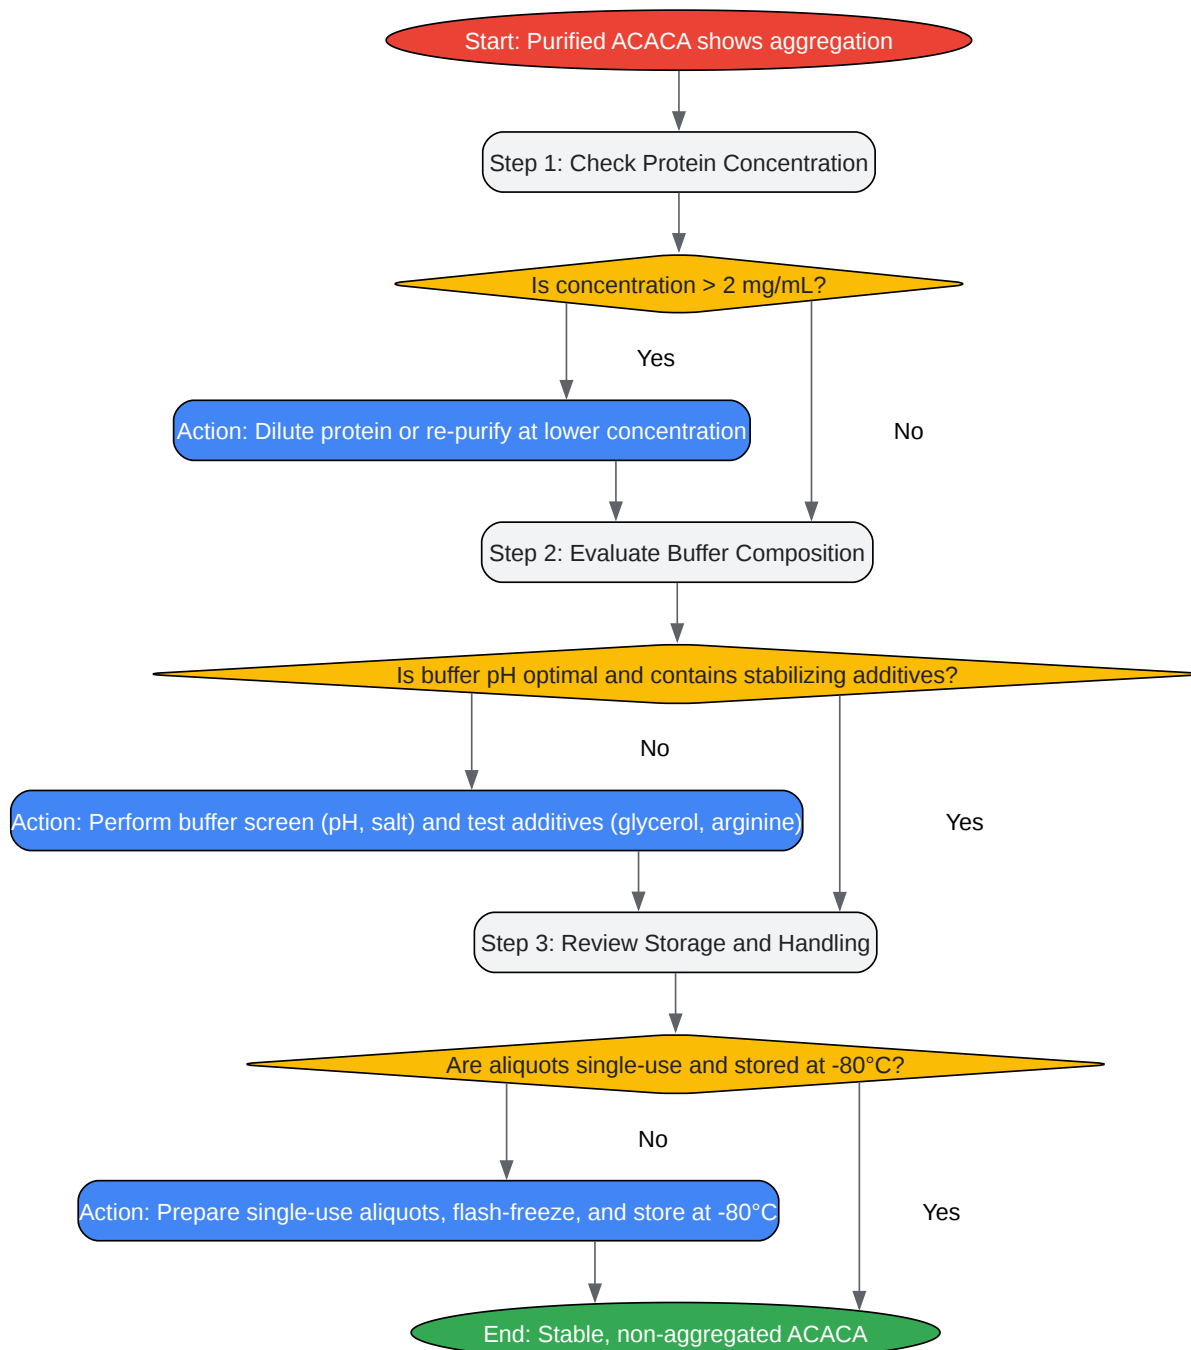 Start: Purified ACACA shows aggregation
Step 1: Check Protein Concentration
Is concentration > 2 mg/mL?
Yes
Action: Dilute protein or re-purify at lower concentration
No
Step 2: Evaluate Buffer Composition
Is buffer pH optimal and contains stabilizing additives?
No
Action: Perform buffer screen (pH, salt) and test additives (glycerol, arginine)
Yes
Step 3: Review Storage and Handling
Are aliquots single-use and stored at -80°C?
No
Action: Prepare single-use aliquots, flash-freeze, and store at -80°C
Yes
End: Stable, non-aggregated ACACA